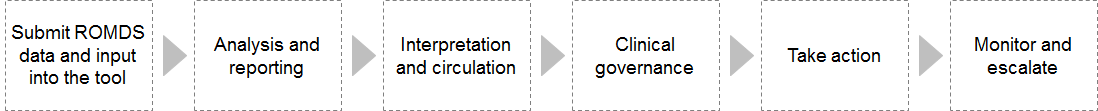 Submit ROMDS
data and input
into the tool
Analysis and
reporting
Interpretation
and circulation
Clinical
governance
Take action
Monitor and
escalate